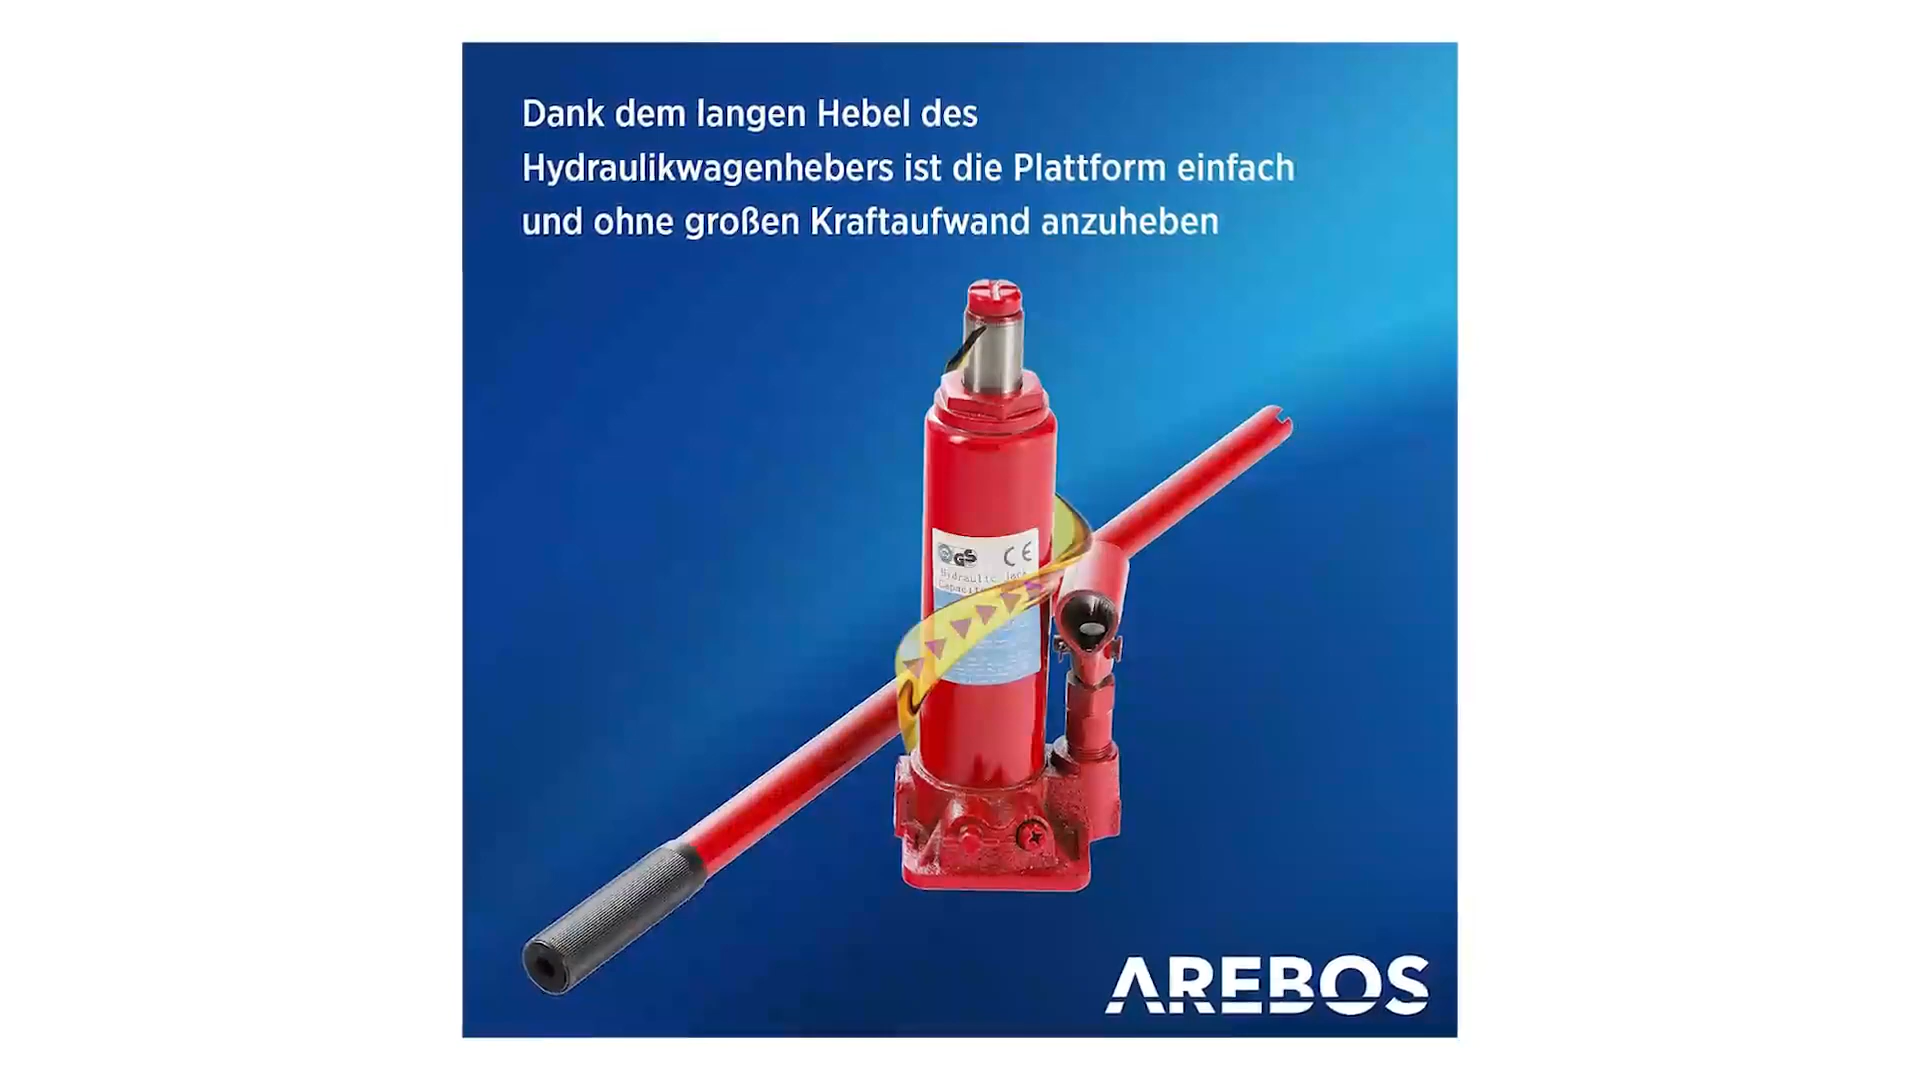 Dank dem langen Hebel des
Hydraulikwagenhebers ist die Plattform einfach
und ohne großen Kraftaufwand anzuheben
GS CE
Hydraulic Jack
AREBOS